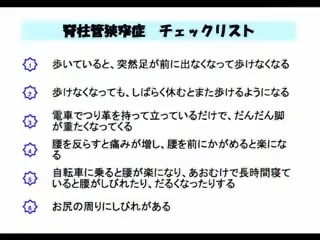 脊柱管狭窄症　チェックリスト
1 歩いていると、突然足が前に出なくなって歩けなくなる
2 歩けなくなっても、しばらく休むとまた歩けるようになる
3 電車でつり革を持って立っているだけで、だんだん脚
が重たくなってくる
4 腰を反らすと痛みが増し、腰を前にかがめると楽にな
る
5 自転車に乗ると腰が楽になり、あおむけで長時間寝て
いると腰がしびれたり、だるくなったりする
6 お尻の周りにしびれがある